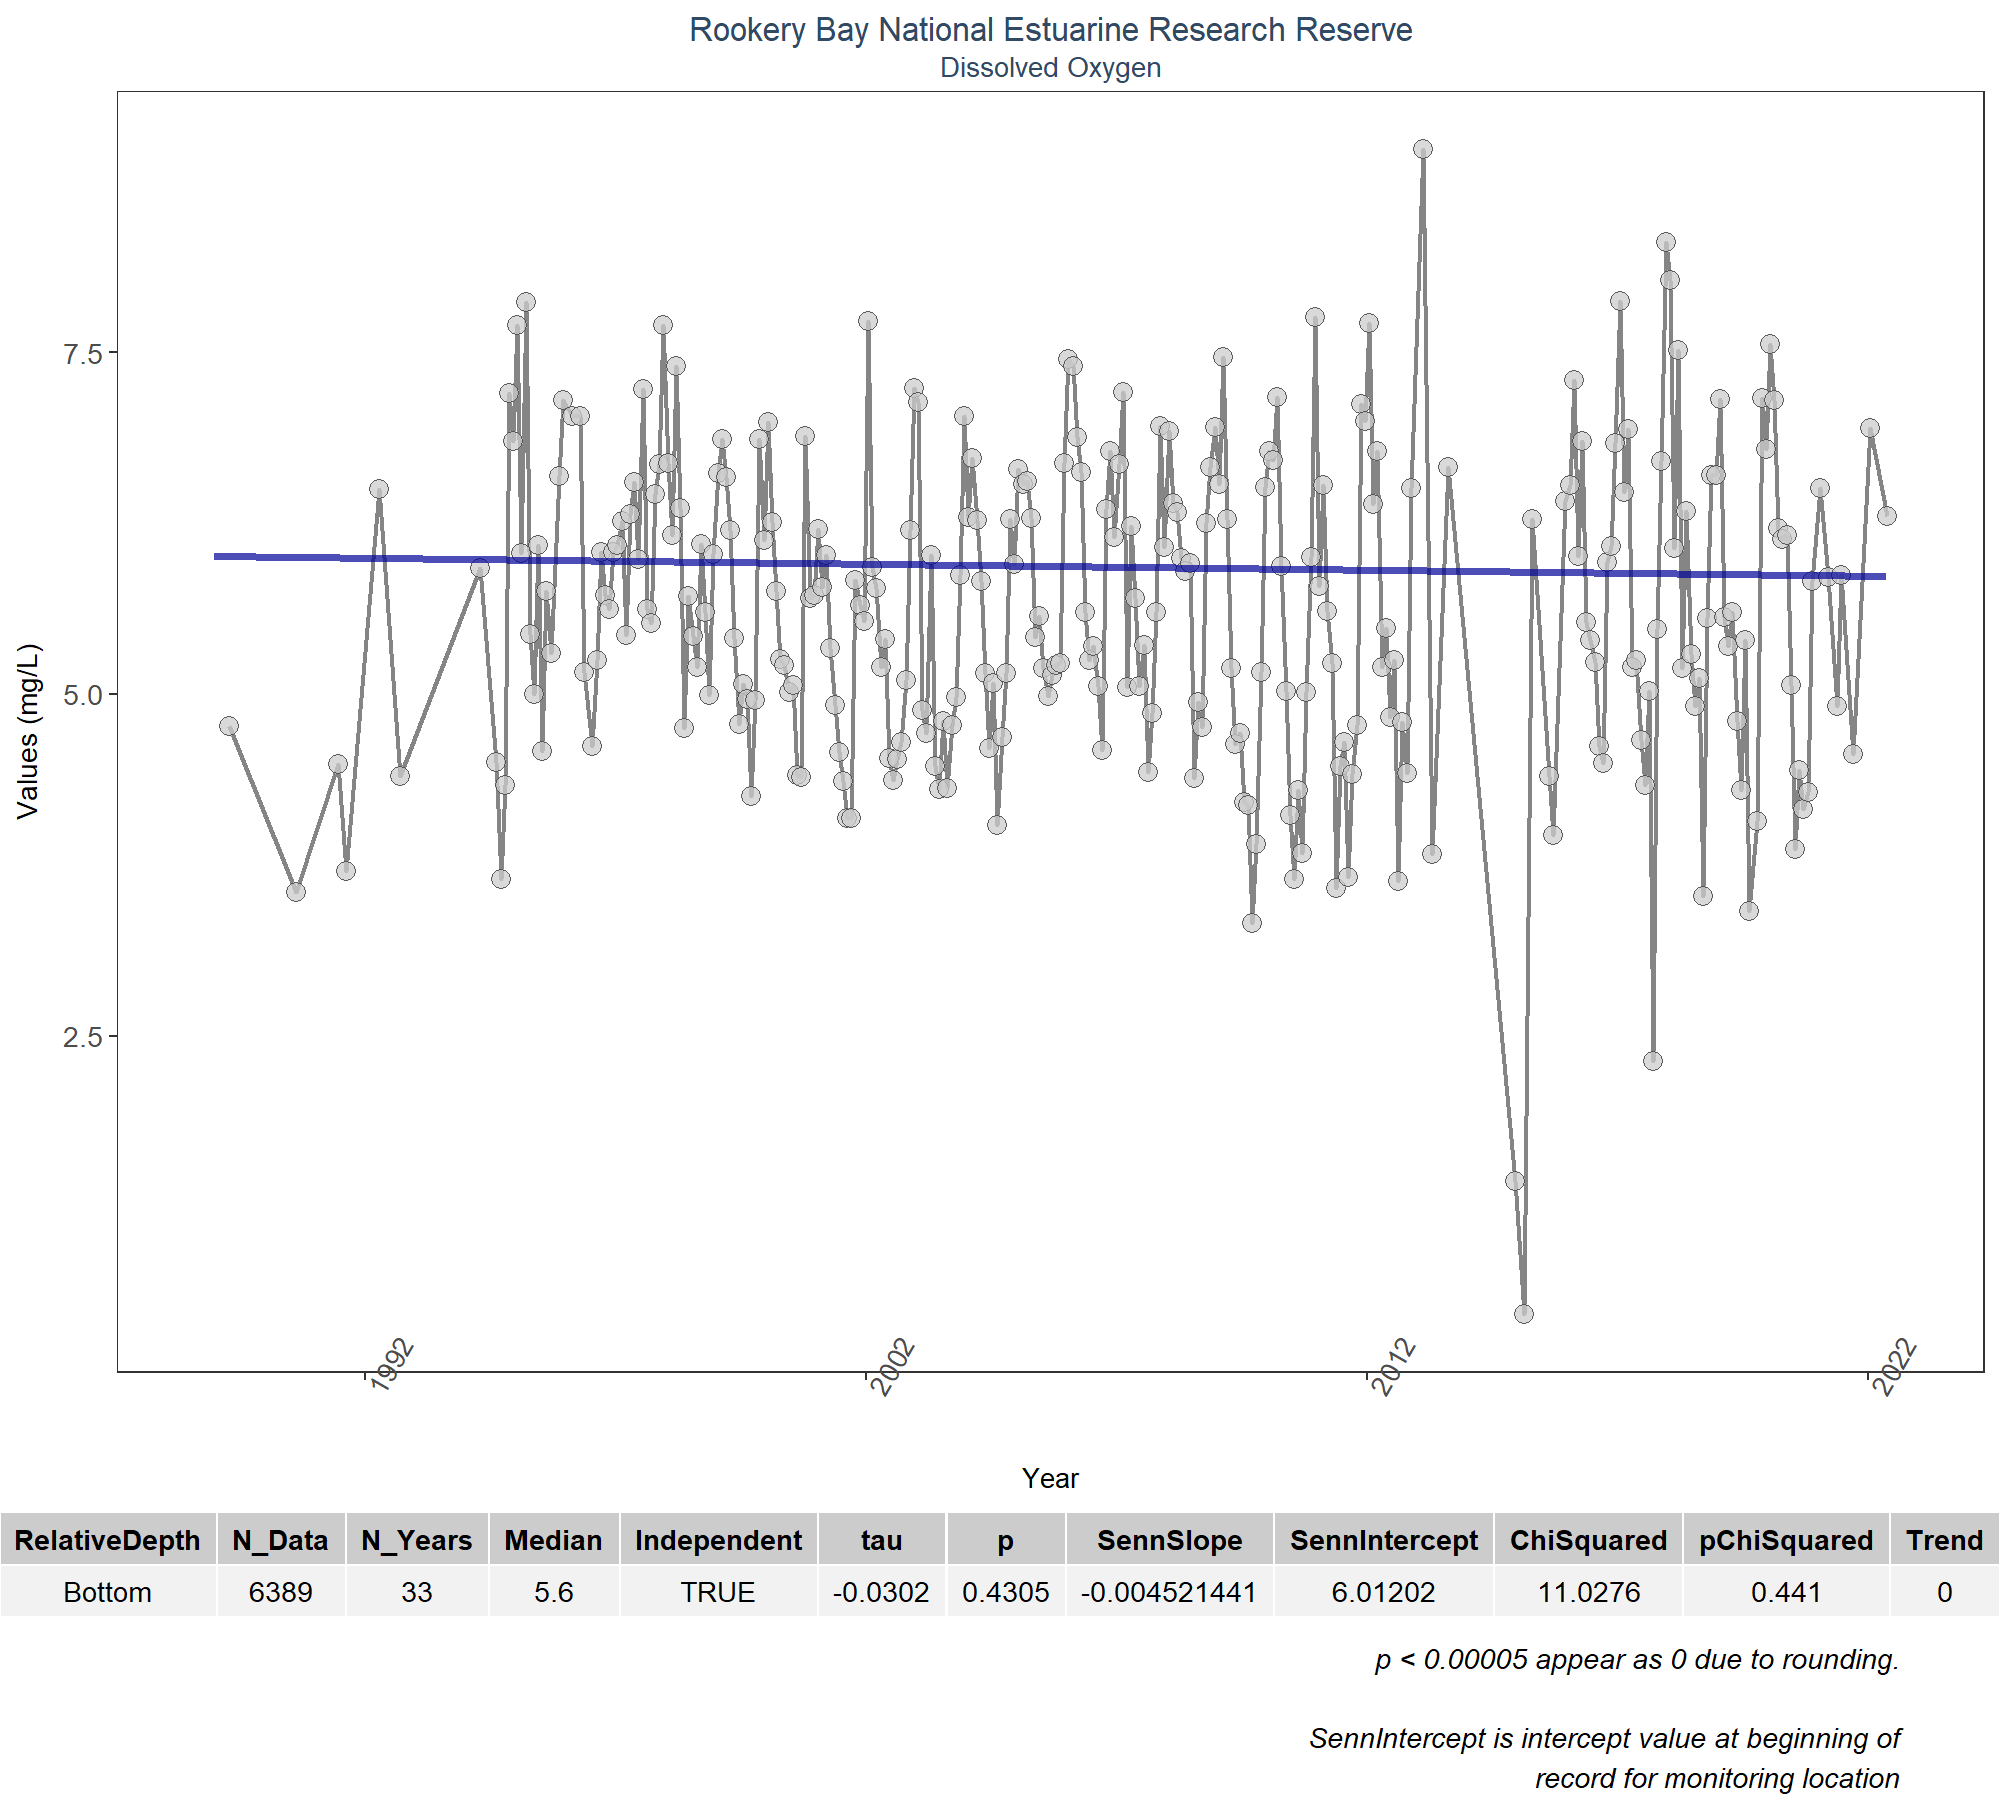 Rookery Bay National Estuarine Research Reserve
Dissolved Oxygen
Values (mg/L)
7.5
5.0
2.5
1992
2002
2012
2022
Year
RelativeDepth N_Data N_Years Median Independent tau p SennSlope SennIntercept ChiSquared pChiSquared Trend
Bottom 6389 33 5.6 TRUE -0.0302 0.4305 -0.004521441 6.01202 11.0276 0.441 0
p < 0.00005 appear as 0 due to rounding.
SennIntercept is intercept value at beginning of
record for monitoring location